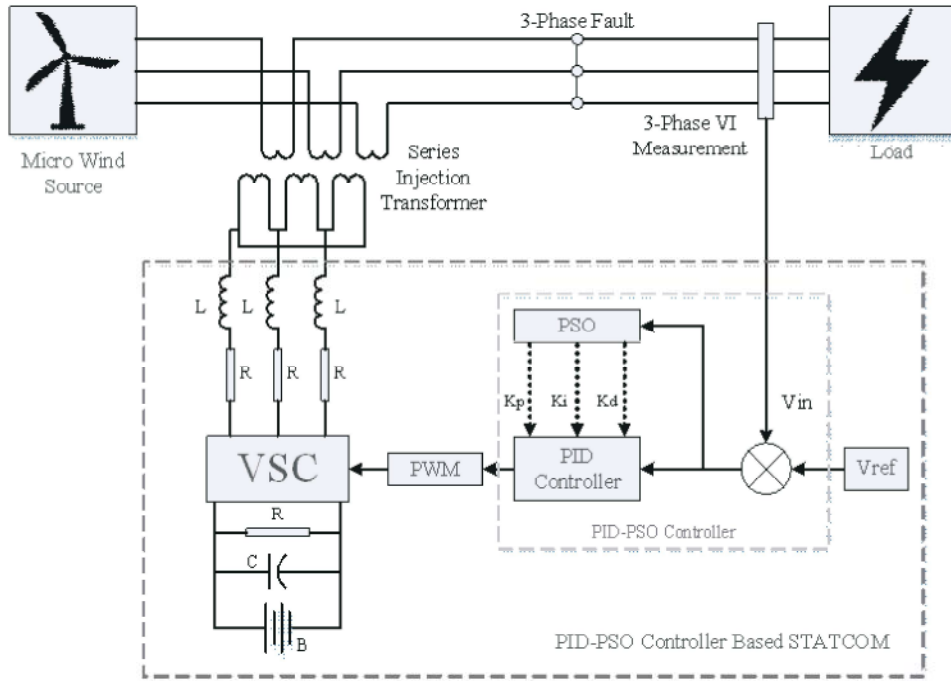 3-Phase Fault
Micro Wind
Source
Series
Injection
Transformer
3-Phase VI
Measurement
Load
L
L
L
R
R
R
PSO
Kp
Ki
Kd
Vin
VSC
PWM
PID
Controller
Vref
R
C
B
PID-PSO Controller
PID-PSO Controller Based STATCOM